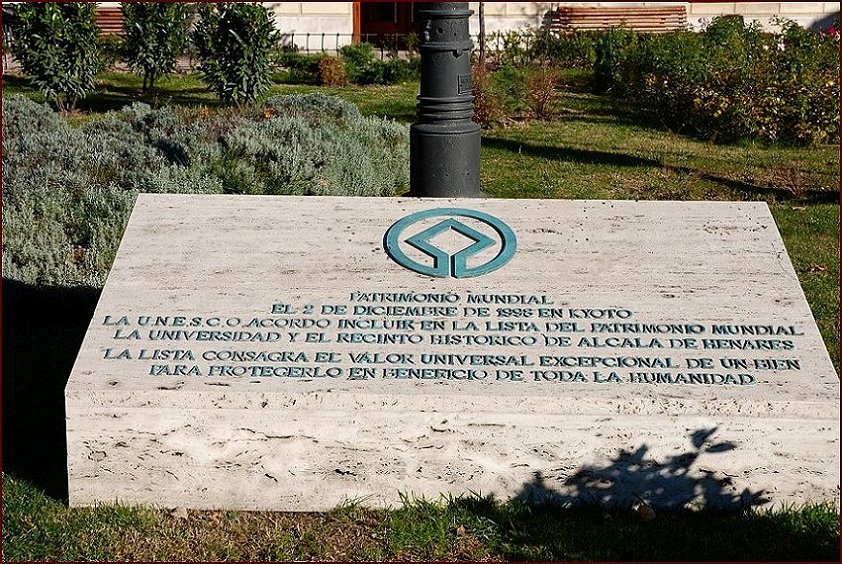 PATRIMONIO MUNDIAL
EL 2 DE DICIEMBRE DE 1998 EN KYOTO
LA U.N.E.S.C.O. ACORDO INCLUIR EN LA LISTA DEL PATRIMONIO MUNDIAL
LA UNIVERSIDAD Y EL RECINTO HISTORICO DE ALCALA DE HENARES
LA LISTA CONSAGRA EL VALOR UNIVERSAL EXCEPCIONAL DE UN BIEN
PARA PROTEGERLO EN BENEFICIO DE TODA LA HUMANIDAD